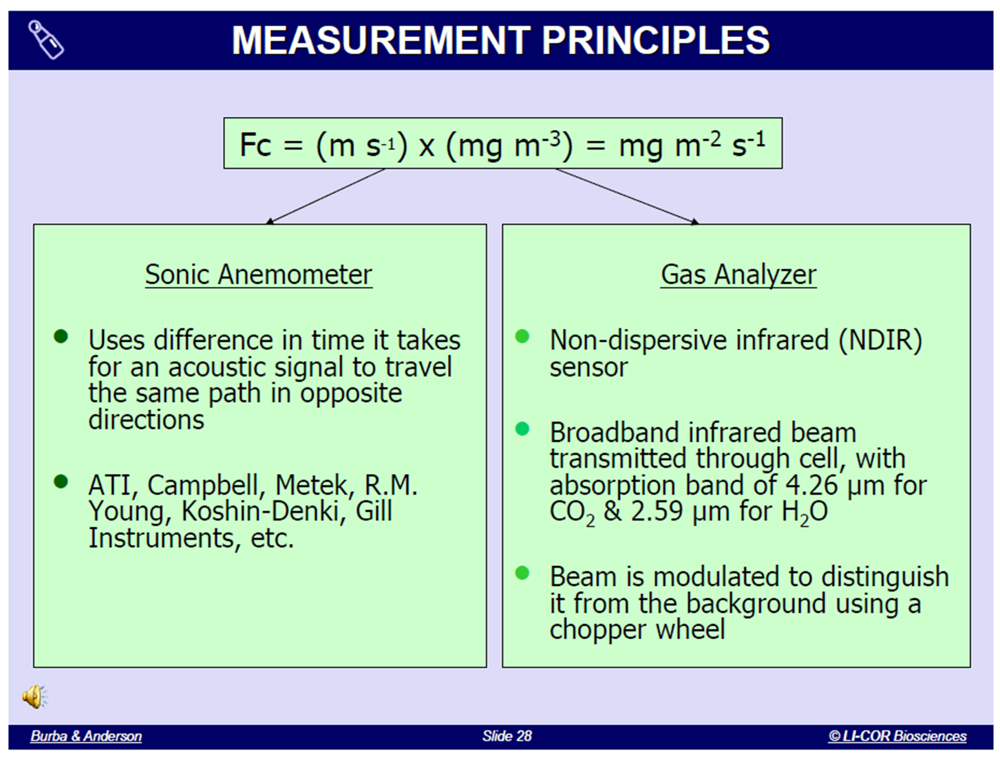 MEASUREMENT PRINCIPLES
Fc = (m s-1) x (mg m-3) = mg m-2 s-1
Sonic Anemometer
● Uses difference in time it takes
for an acoustic signal to travel
the same path in opposite
directions
● ATI, Campbell, Metek, R.M.
Young, Koshin-Denki, Gill
Instruments, etc.
Gas Analyzer
● Non-dispersive infrared (NDIR)
sensor
● Broadband infrared beam
transmitted through cell, with
absorption band of 4.26 µm for
CO2 & 2.59 µm for H2O
● Beam is modulated to distinguish
it from the background using a
chopper wheel
Burba & Anderson
Slide 28
© LI-COR Biosciences